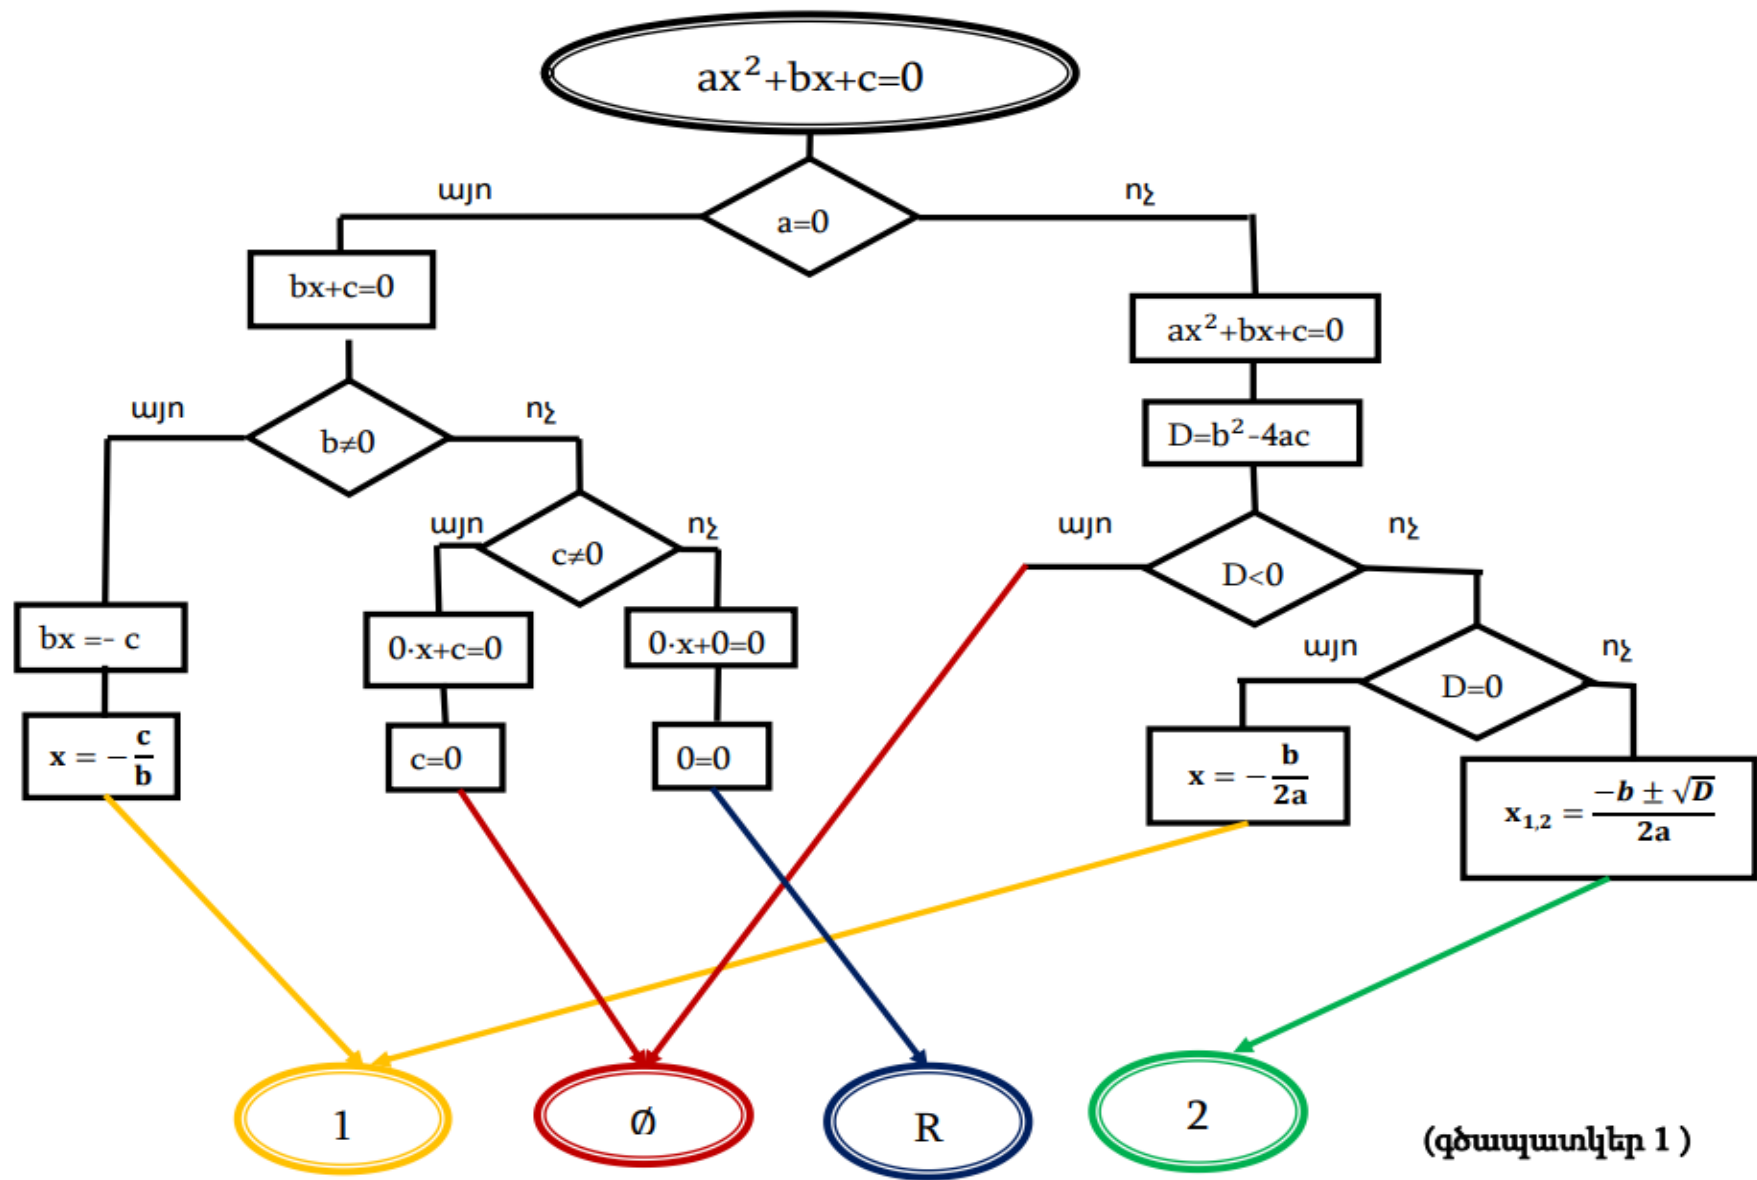 ax²+bx+c=0
այո
ոչ
a=0
bx+c=0
ax²+bx+c=0
այո
ոչ
b≠0
D=b²-4ac
այո
ոչ
c≠0
այո
ոչ
D<0
bx =- c
0·x+c=0
0·x+0=0
այո
ոչ
D=0
x = − c/b
c=0
0=0
x = − b/2a
x₁,₂ = −b ± √D/2a
1
Ø
R
2
(գծապատկեր 1 )